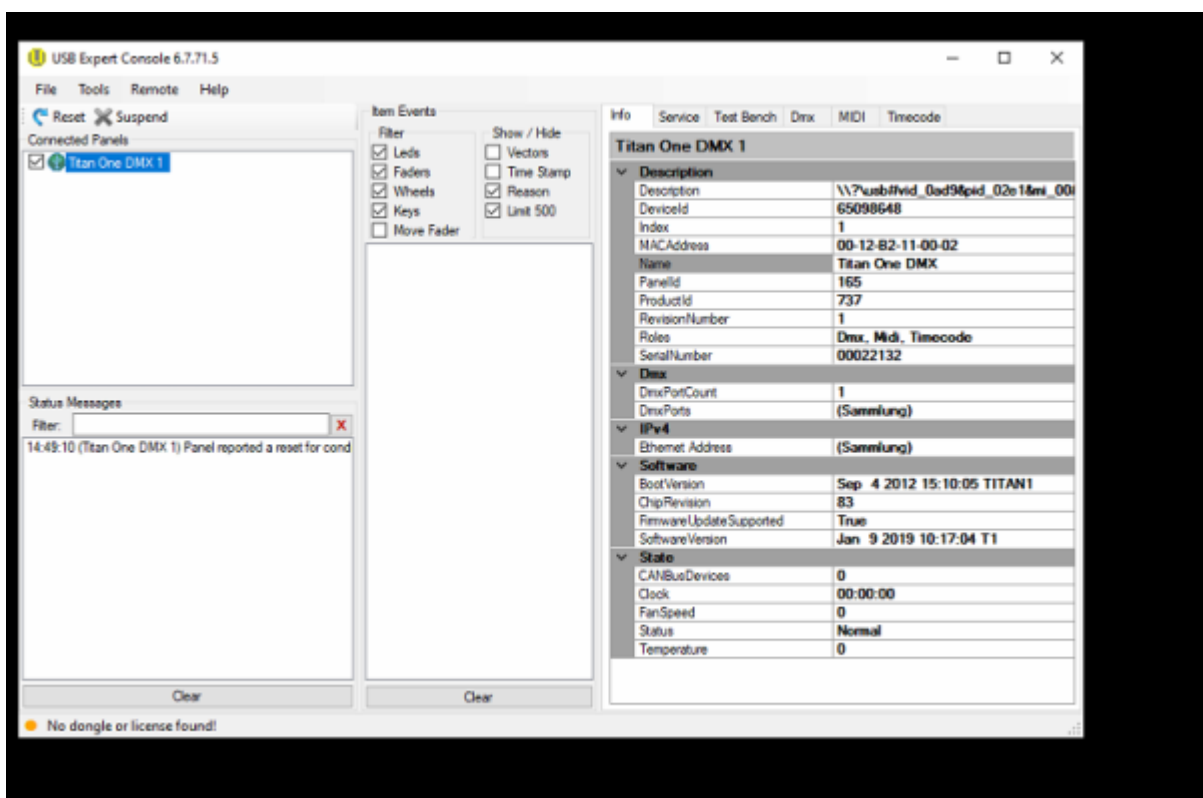 USB Expert Console 6.7.71.5
File Tools Remote Help
Reset Suspend
Connected Panels
Titan One DMX 1
Status Messages
Filter: X
14:49:10 (Titan One DMX 1) Panel reported a reset for cond
Clear
Item Events
Filter
Leds
Faders
Wheels
Keys
Move Fader
Show / Hide
Vectors
Time Stamp
Reason
Limit 500
Clear
Info Service Test Bench Dmx MIDI Timecode
Titan One DMX 1
Description
Description \\?\usb#vid_0ad9&pid_02e1&mi_00
DeviceId 65098648
Index 1
MACAddress 00-12-82-11-00-02
Name Titan One DMX
PanelId 165
ProductId 737
RevisionNumber 1
Roles Dmx, Midi, Timecode
SerialNumber 00022132
Dmx
DmxPortCount 1
DmxPorts (Sammlung)
IPv4
Ethernet Address (Sammlung)
Software
BootVersion Sep 4 2012 15:10:05 TITAN1
ChipRevision 83
FirmwareUpdateSupported True
SoftwareVersion Jan 9 2019 10:17:04 T1
State
CANBusDevices 0
Clock 00:00:00
FanSpeed 0
Status Normal
Temperature 0
No dongle or license found!